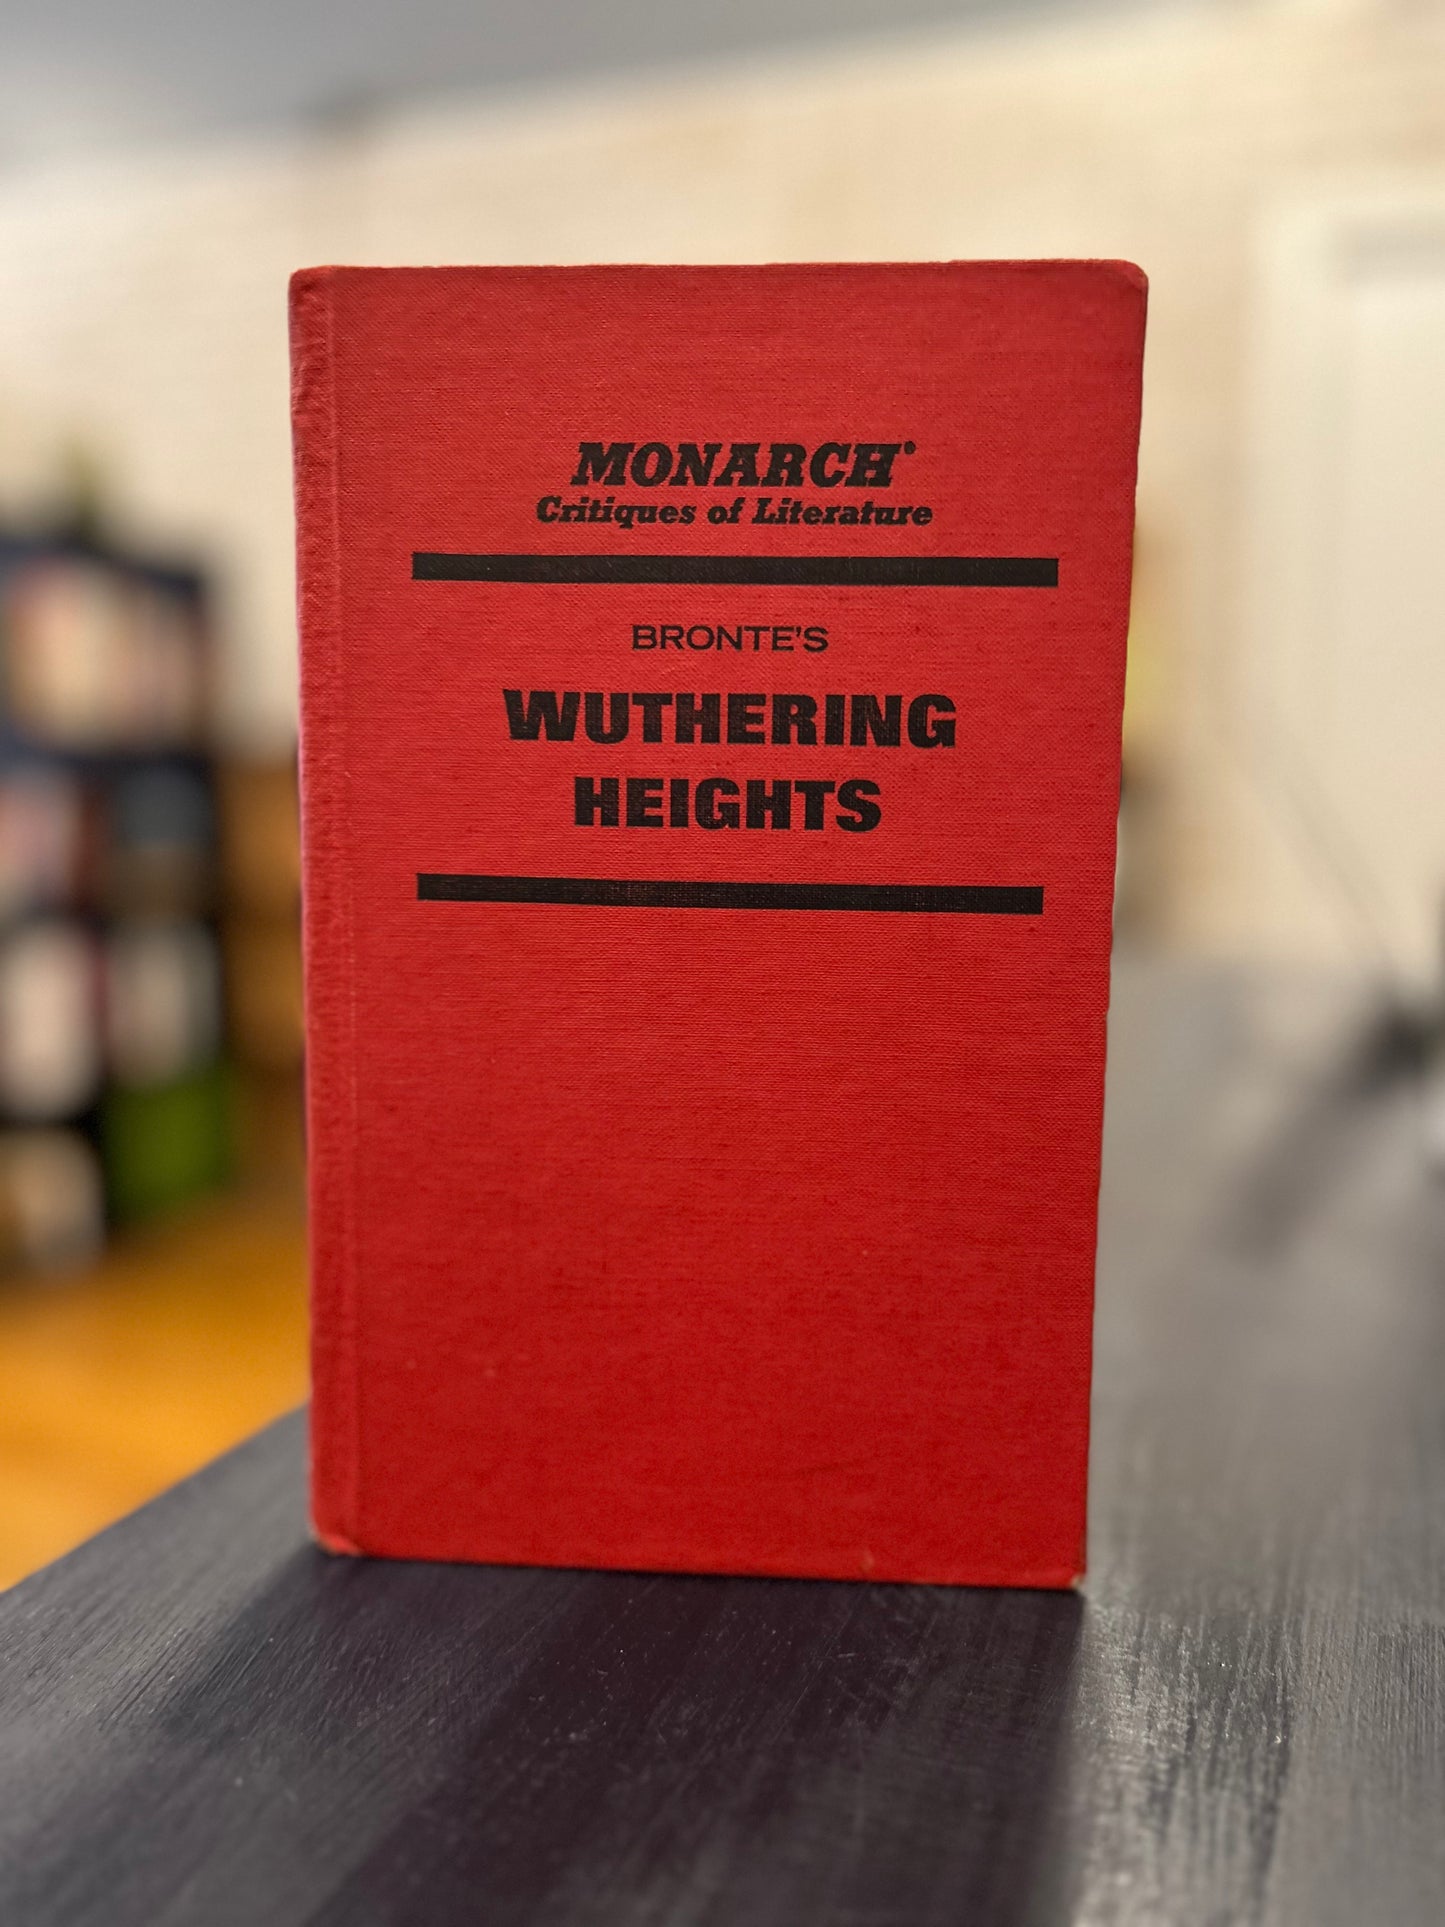 MONARCH®
Critiques of Literature
BRONTE'S
WUTHERING
HEIGHTS